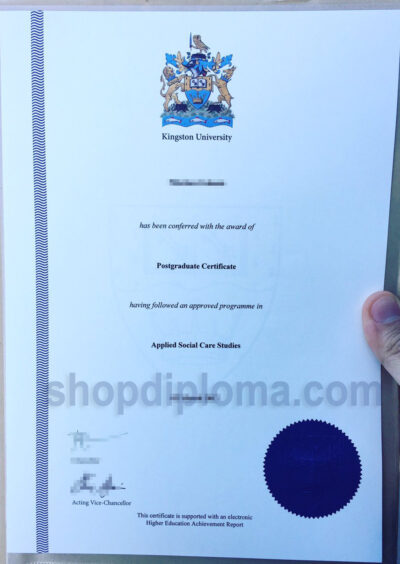 Kingston University
has been conferred with the award of
Postgraduate Certificate
having followed an approved programme in
Applied Social Care Studies
shopdiploma.com
Acting Vice-Chancellor
This certificate is supported with an electronic
Higher Education Achievement Report